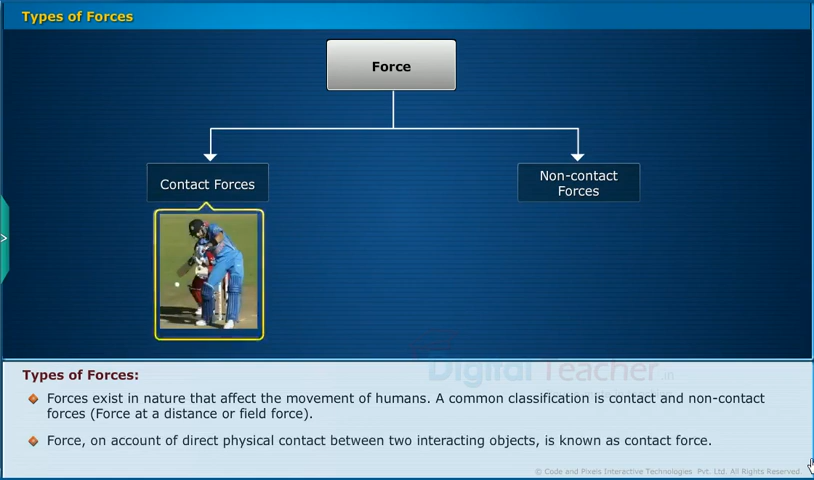 Types of Forces
Force
Contact Forces
Non-contact
Forces
Digital Teacher.in
Types of Forces:
Forces exist in nature that affect the movement of humans. A common classification is contact and non-contact
forces (Force at a distance or field force).
Force, on account of direct physical contact between two interacting objects, is known as contact force.
© Code and Pixels Interactive Technologies. Pvt. Ltd. All Rights Reserved.